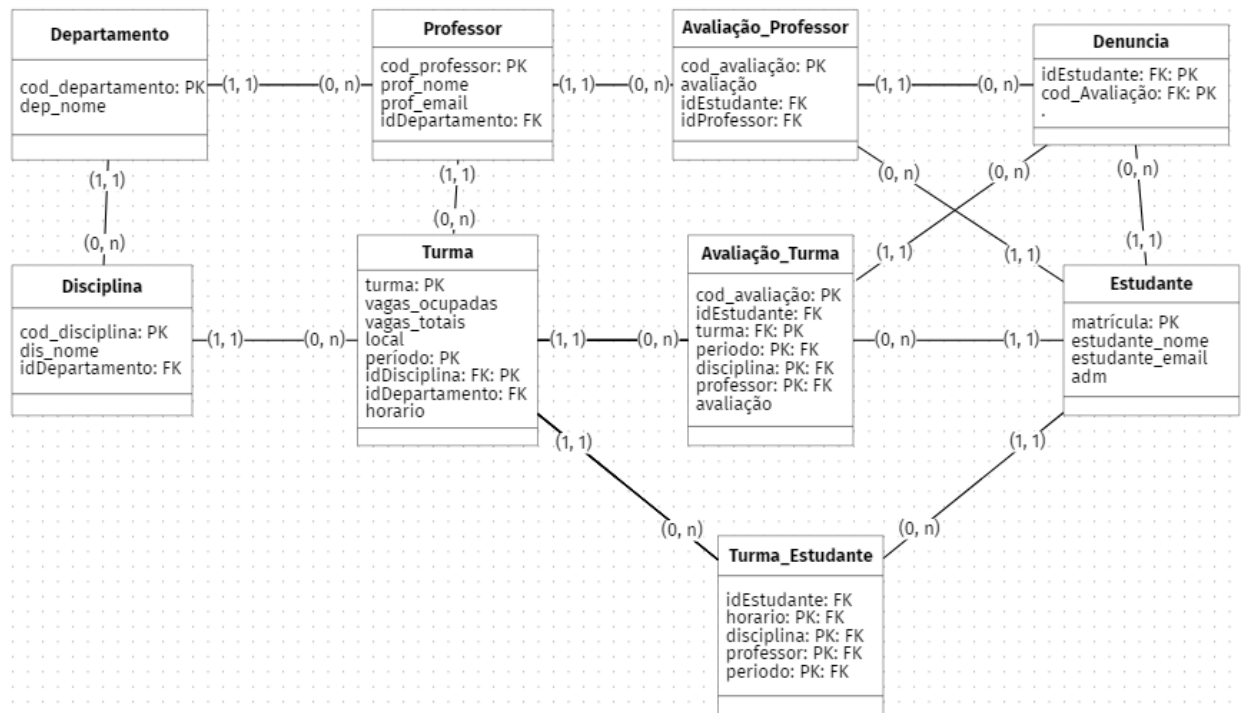 Departamento
cod_departamento: PK
dep_nome
(1, 1)
(0, n)
Professor
cod_professor: PK
prof_nome
prof_email
idDepartamento: FK
(1, 1)
(0, n)
Avaliação_Professor
cod_avaliação: PK
avaliação
idEstudante: FK
idProfessor: FK
(1, 1)
(0, n)
Denuncia
idEstudante: FK: PK
cod_Avaliação: FK: PK
.
(1, 1)
(0, n)
(1, 1)
(0, n)
(0, n)
(1, 1)
(0, n)
(1, 1)
(0, n)
(1, 1)
Disciplina
cod_disciplina: PK
dis_nome
idDepartamento: FK
(1, 1)
(0, n)
Turma
turma: PK
vagas_ocupadas
vagas_totais
local
período: PK
idDisciplina: FK: PK
idDepartamento: FK
horario
(1, 1)
(0, n)
Avaliação_Turma
cod_avaliação: PK
idEstudante: FK
turma: FK: PK
periodo: PK: FK
disciplina: PK: FK
professor: PK: FK
avaliação
(0, n)
(1, 1)
Estudante
matrícula: PK
estudante_nome
estudante_email
adm
(1, 1)
(0, n)
(1, 1)
(0, n)
Turma_Estudante
idEstudante: FK
horario: PK: FK
disciplina: PK: FK
professor: PK: FK
periodo: PK: FK